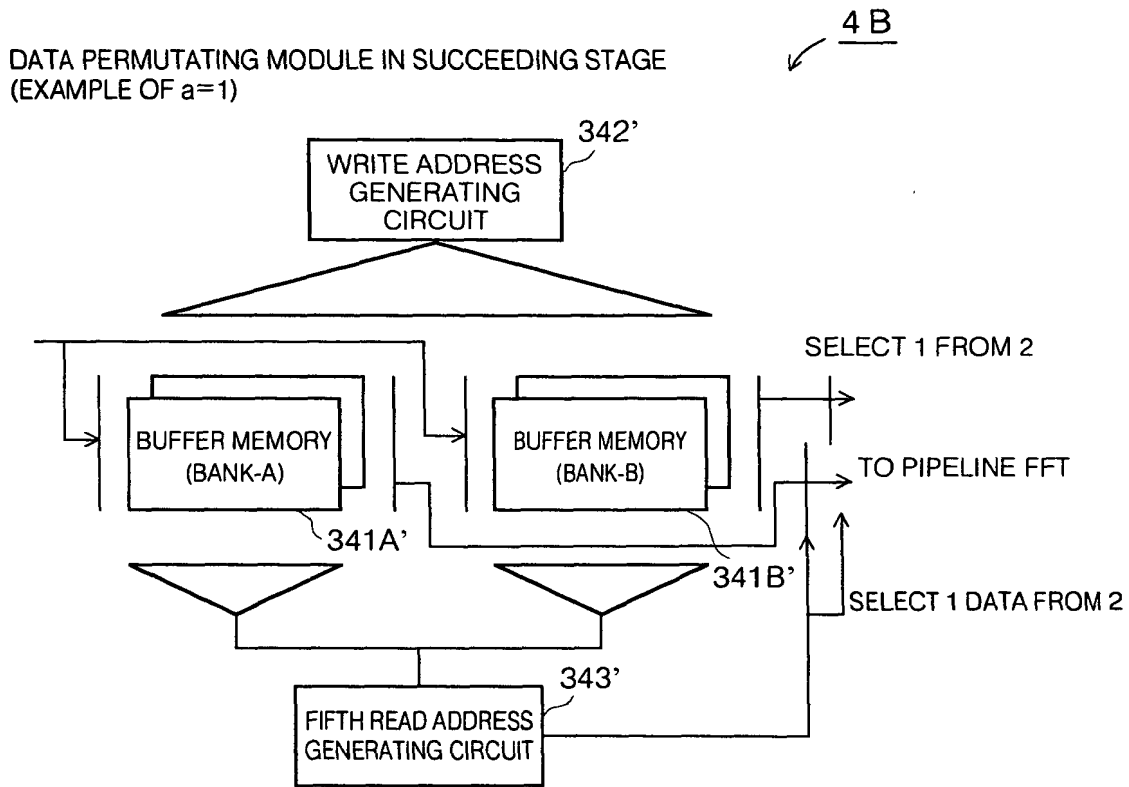 4B
DATA PERMUTATING MODULE IN SUCCEEDING STAGE
(EXAMPLE OF a=1)
342'
WRITE ADDRESS
GENERATING
CIRCUIT
SELECT 1 FROM 2
BUFFER MEMORY
(BANK-A)
BUFFER MEMORY
(BANK-B)
TO PIPELINE FFT
341A'
341B'
SELECT 1 DATA FROM 2
343'
FIFTH READ ADDRESS
GENERATING CIRCUIT